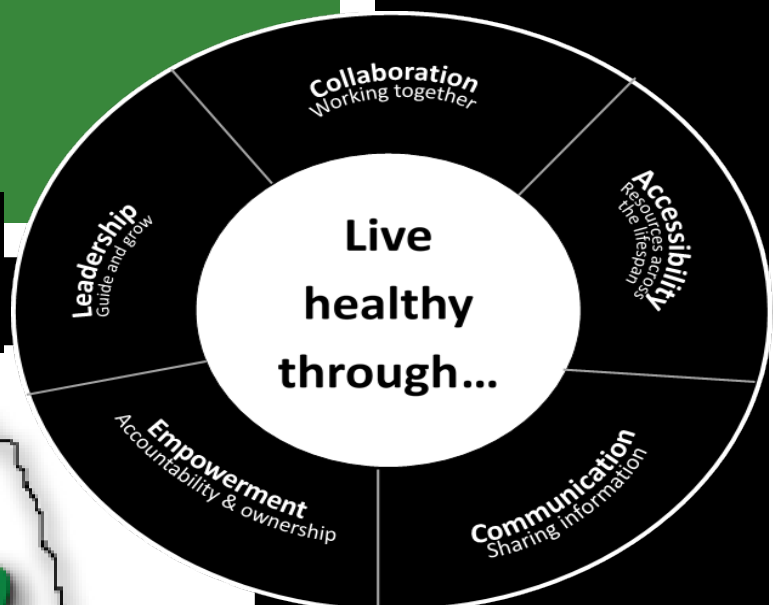 Live
healthy
through...
Collaboration
Working together
Accessibility
Resources across
the lifespan
Communication
Sharing information
Empowerment
Accountability & ownership
Leadership
Guide and grow